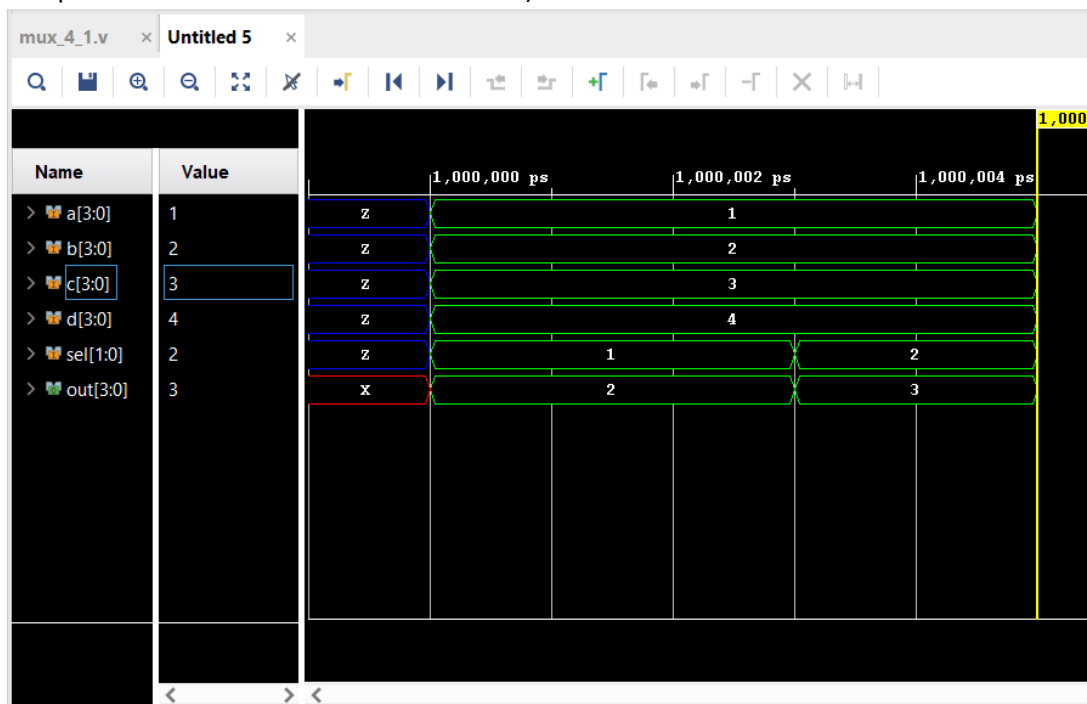 mux_4_1.v × Untitled 5 ×
1,000
Name Value 1,000,000 ps 1,000,002 ps 1,000,004 ps
a[3:0] 1 Z 1
b[3:0] 2 Z 2
c[3:0] 3 Z 3
d[3:0] 4 Z 4
sel[1:0] 2 Z 1 2
out[3:0] 3 X 2 3